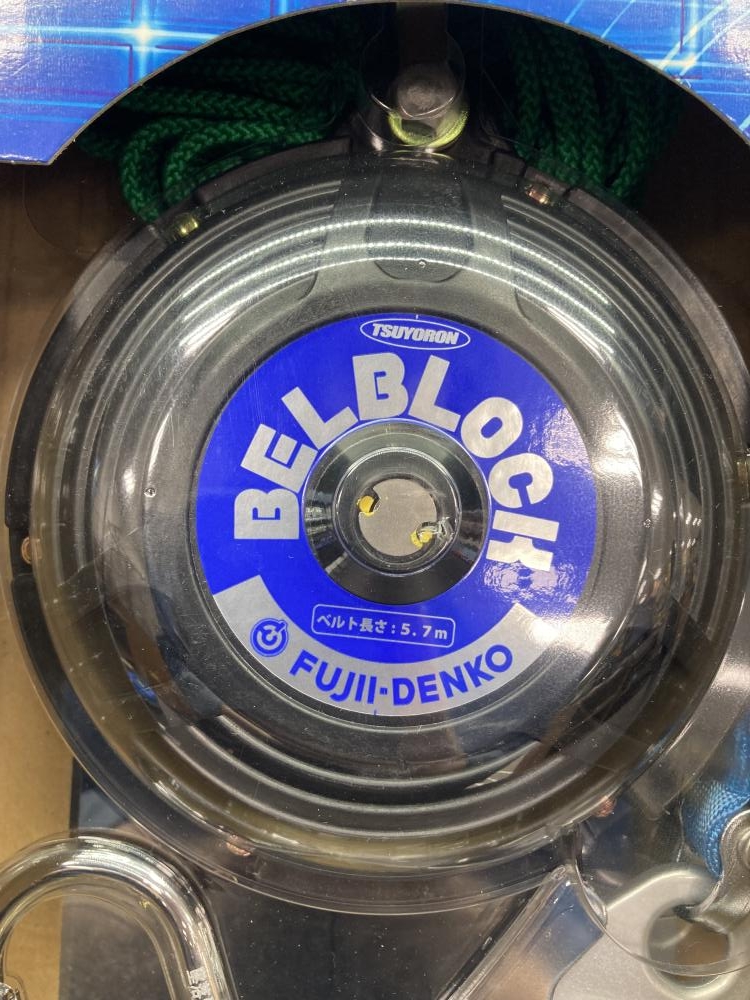 TSUYORON
BELBLOCK
ベルト長さ:5.7m
FUJII-DENKO